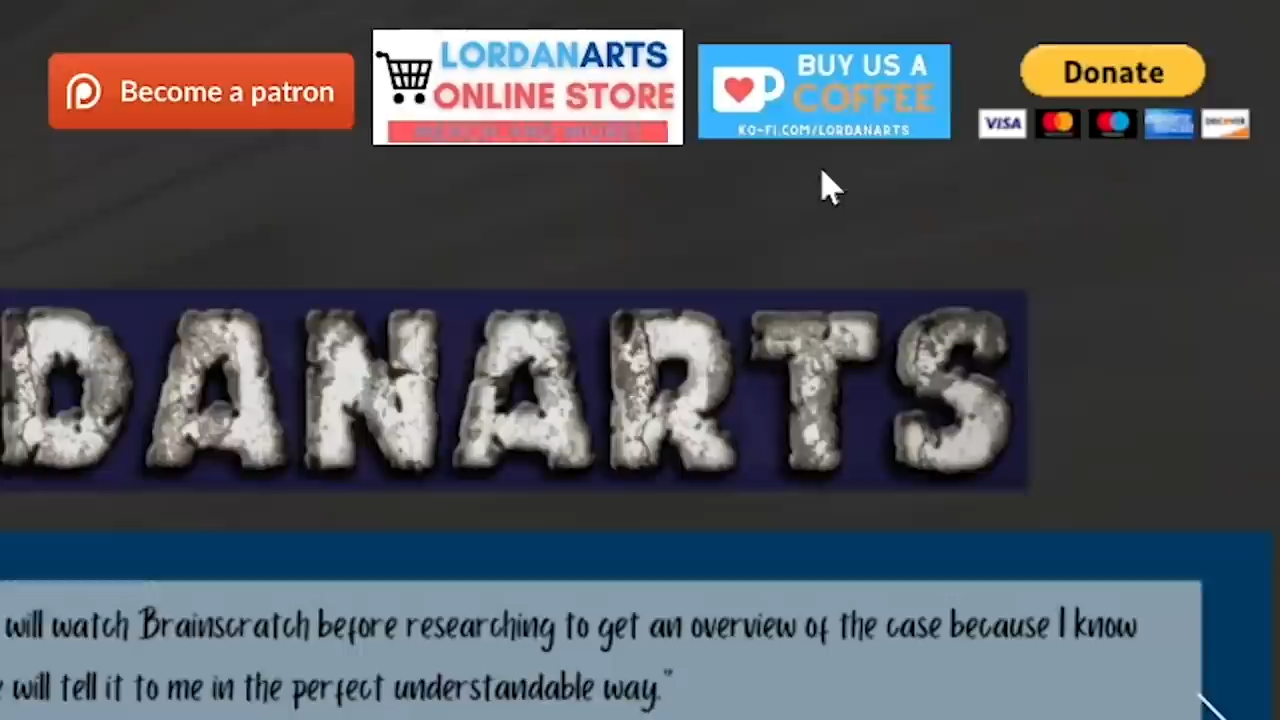 Become a patron
LORDANARTS
ONLINE STORE
BUY US A
COFFEE
KO-FI.COM/LORDANARTS
Donate
VISA
DISCOVER
DANARTS
will watch Brainscratch before researching to get an overview of the case because I know
will tell it to me in the perfect understandable way."